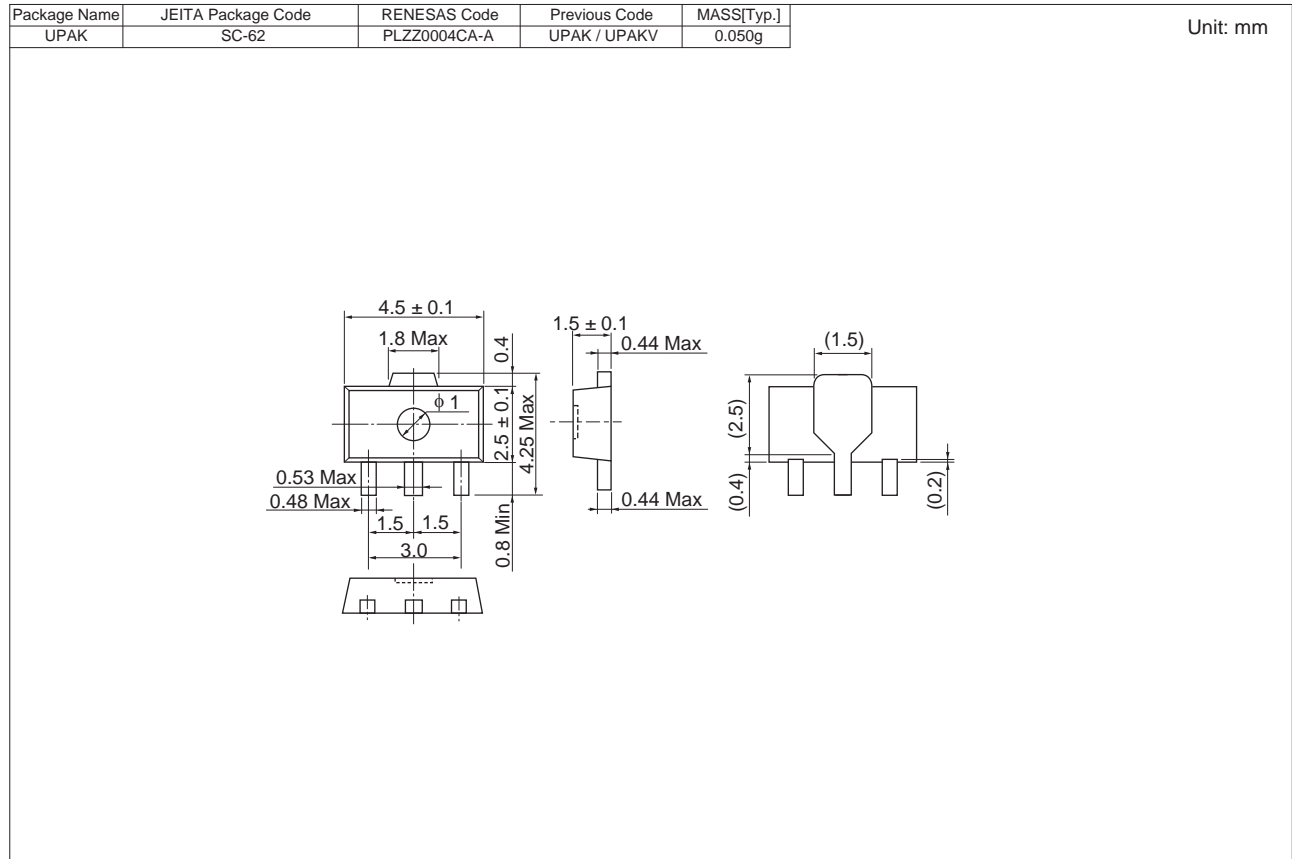 Package Name JEITA Package Code RENESAS Code Previous Code MASS[Typ.]
UPAK SC-62 PLZZ0004CA-A UPAK / UPAKV 0.050g
Unit: mm
4.5 ± 0.1
1.8 Max
0.4
ϕ 1
2.5 ± 0.1
4.25 Max
0.53 Max
0.48 Max
1.5 1.5
3.0
0.8 Min
1.5 ± 0.1
0.44 Max
0.44 Max
(1.5)
(2.5)
(0.4)
(0.2)